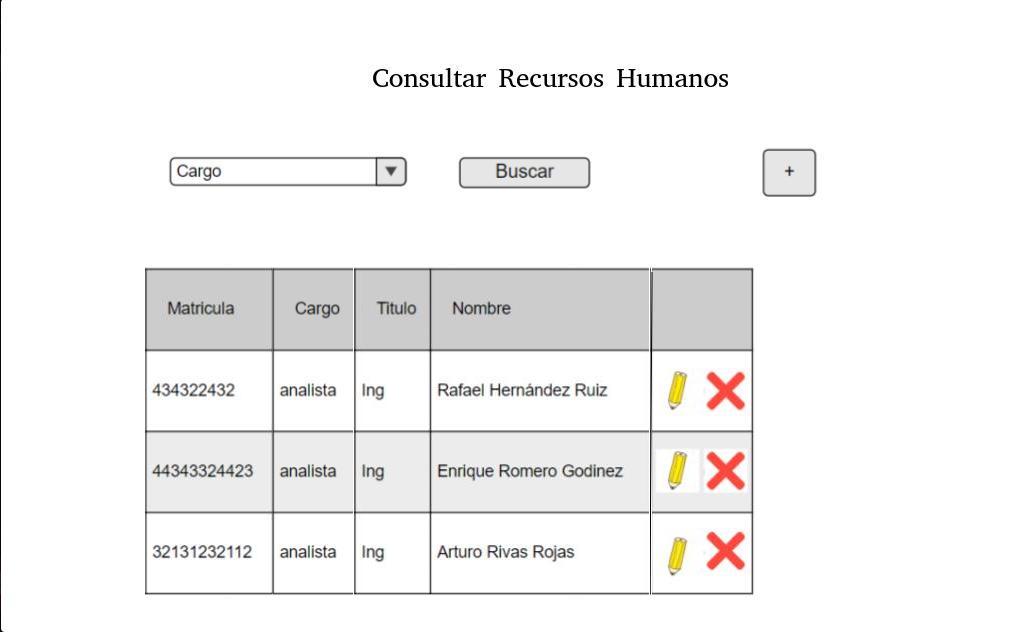 Consultar Recursos Humanos
Cargo Buscar +
Matricula Cargo Titulo Nombre
434322432 analista Ing Rafael Hernández Ruiz
44343324423 analista Ing Enrique Romero Godinez
32131232112 analista Ing Arturo Rivas Rojas